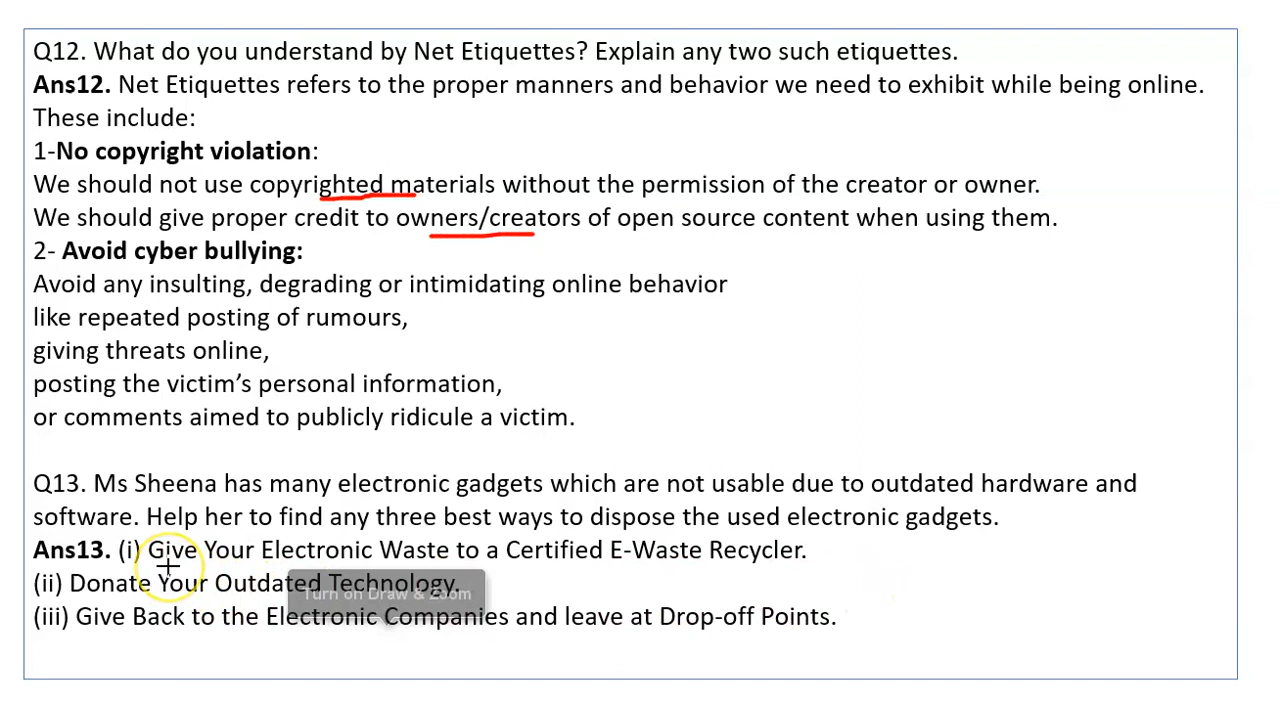 Q12. What do you understand by Net Etiquettes? Explain any two such etiquettes.
Ans12. Net Etiquettes refers to the proper manners and behavior we need to exhibit while being online.
These include:
1-No copyright violation:
We should not use copyrighted materials without the permission of the creator or owner.
We should give proper credit to owners/creators of open source content when using them.
2- Avoid cyber bullying:
Avoid any insulting, degrading or intimidating online behavior
like repeated posting of rumours,
giving threats online,
posting the victim’s personal information,
or comments aimed to publicly ridicule a victim.
Q13. Ms Sheena has many electronic gadgets which are not usable due to outdated hardware and
software. Help her to find any three best ways to dispose the used electronic gadgets.
Ans13. (i) Give Your Electronic Waste to a Certified E-Waste Recycler.
(ii) Donate Your Outdated Technology.
Turn on Draw & Zoom
(iii) Give Back to the Electronic Companies and leave at Drop-off Points.